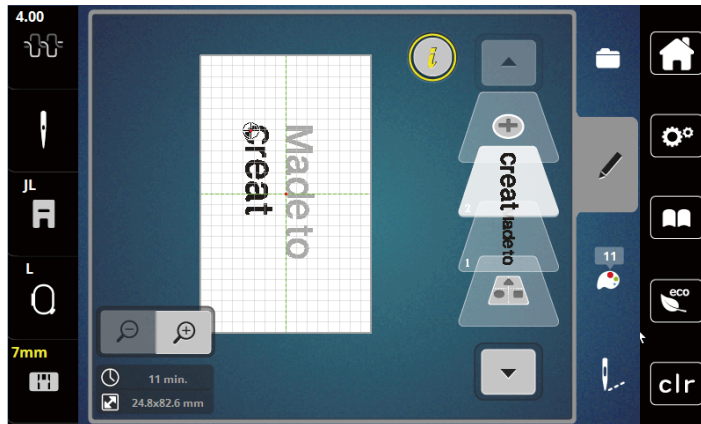 4.00
JL
L
7mm
Made to
Creat
11 min.
24.8x82.6 mm
i
creat
2
Made to
1
11
eco
clr